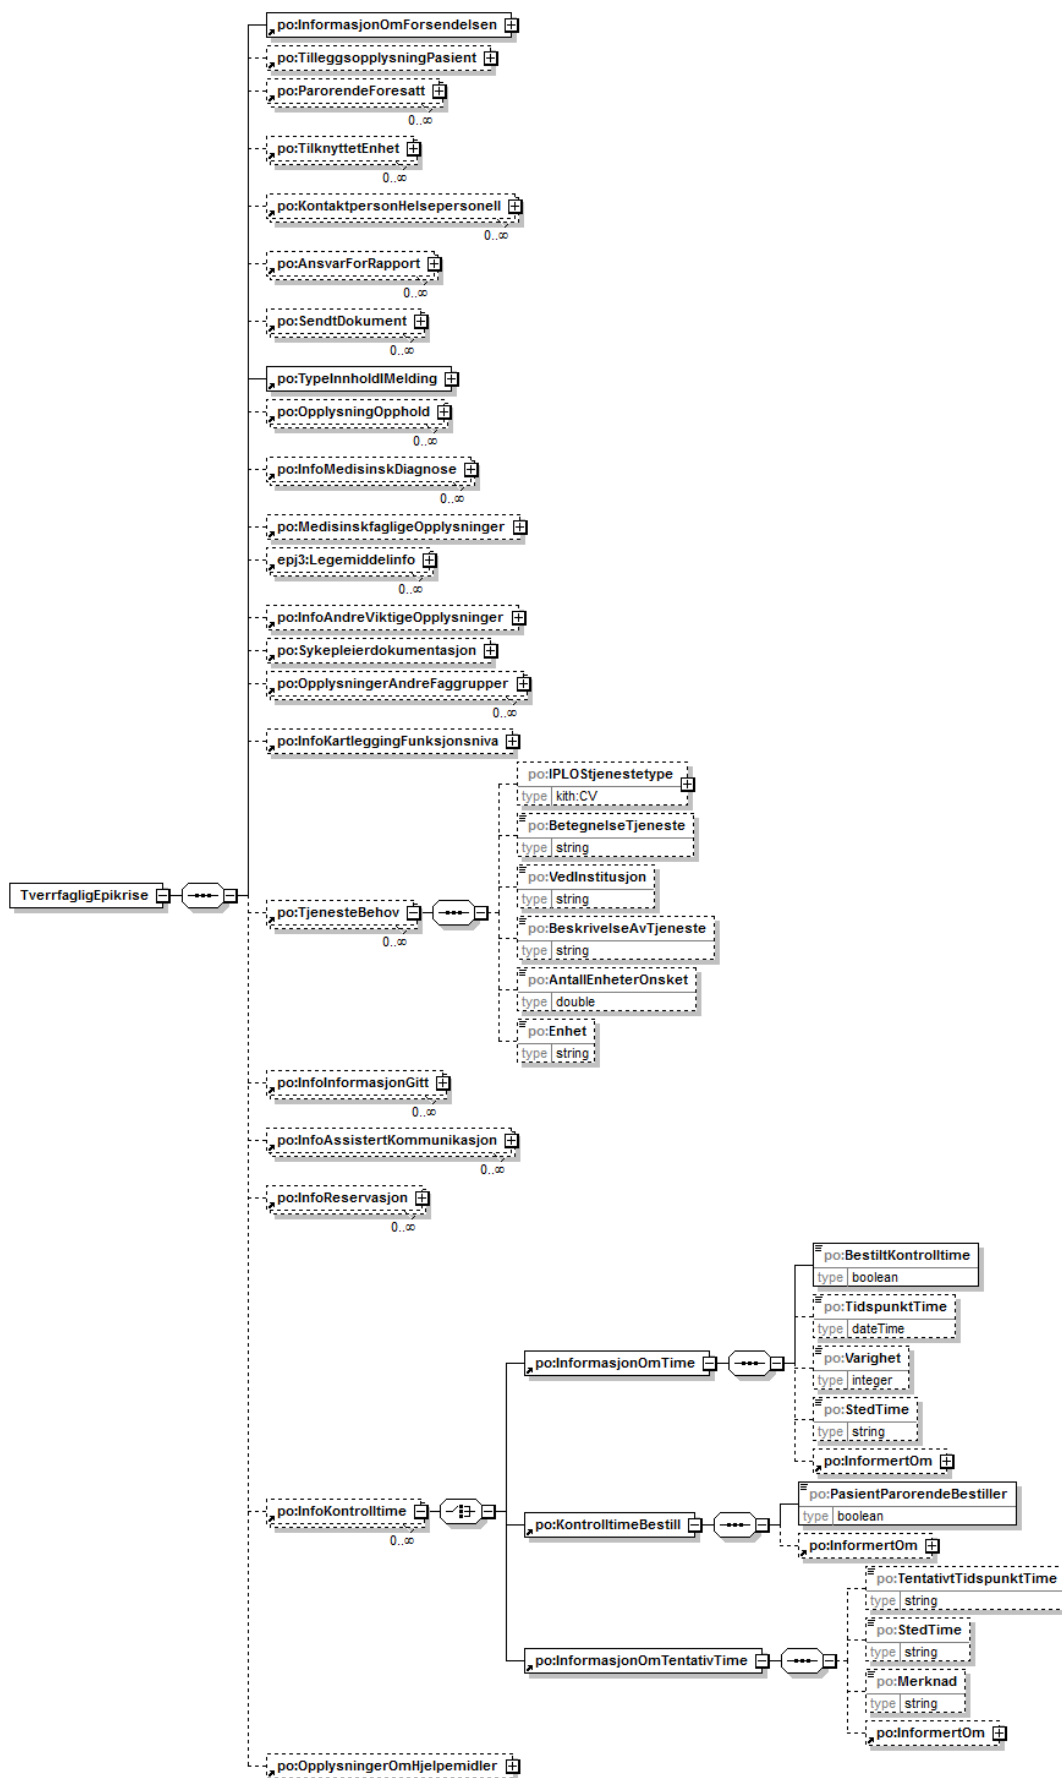 po:InformasjonOmForsendelsen
po:TilleggsopplysningPasient
po:ParorendeForesatt
0..∞
po:TilknyttetEnhet
0..∞
po:KontaktpersonHelsepersonell
0..∞
po:AnsvarForRapport
0..∞
po:SendtDokument
0..∞
po:TypeInnholdIMelding
po:OpplysningOpphold
0..∞
po:InfoMedisinskDiagnose
0..∞
po:MedisinskfagligeOpplysninger
epj3:Legemiddelinfo
0..∞
po:InfoAndreViktigeOpplysninger
po:Sykepleierdokumentasjon
po:OpplysningerAndreFaggrupper
0..∞
po:InfoKartleggingFunksjonsniva
po:IPLOStjenestetype
type kith:CV
po:BetegnelseTjeneste
type string
po:VedInstitusjon
type string
TverrfagligEpikrise
po:TjenesteBehov
0..∞
po:BeskrivelseAvTjeneste
type string
po:AntallEnheterOnsket
type double
po:Enhet
type string
po:InfoInformasjonGitt
0..∞
po:InfoAssistertKommunikasjon
0..∞
po:InfoReservasjon
0..∞
po:BestiltKontrolltime
type boolean
po:TidspunktTime
type dateTime
po:InformasjonOmTime
po:Varighet
type integer
po:StedTime
type string
po:InformertOm
po:InfoKontrolltime
0..∞
po:KontrolltimeBestill
po:PasientParorendeBestiller
type boolean
po:InformertOm
po:TentativtTidspunktTime
type string
po:StedTime
type string
po:InformasjonOmTentativTime
po:Merknad
type string
po:InformertOm
po:OpplysningerOmHjelpemidler